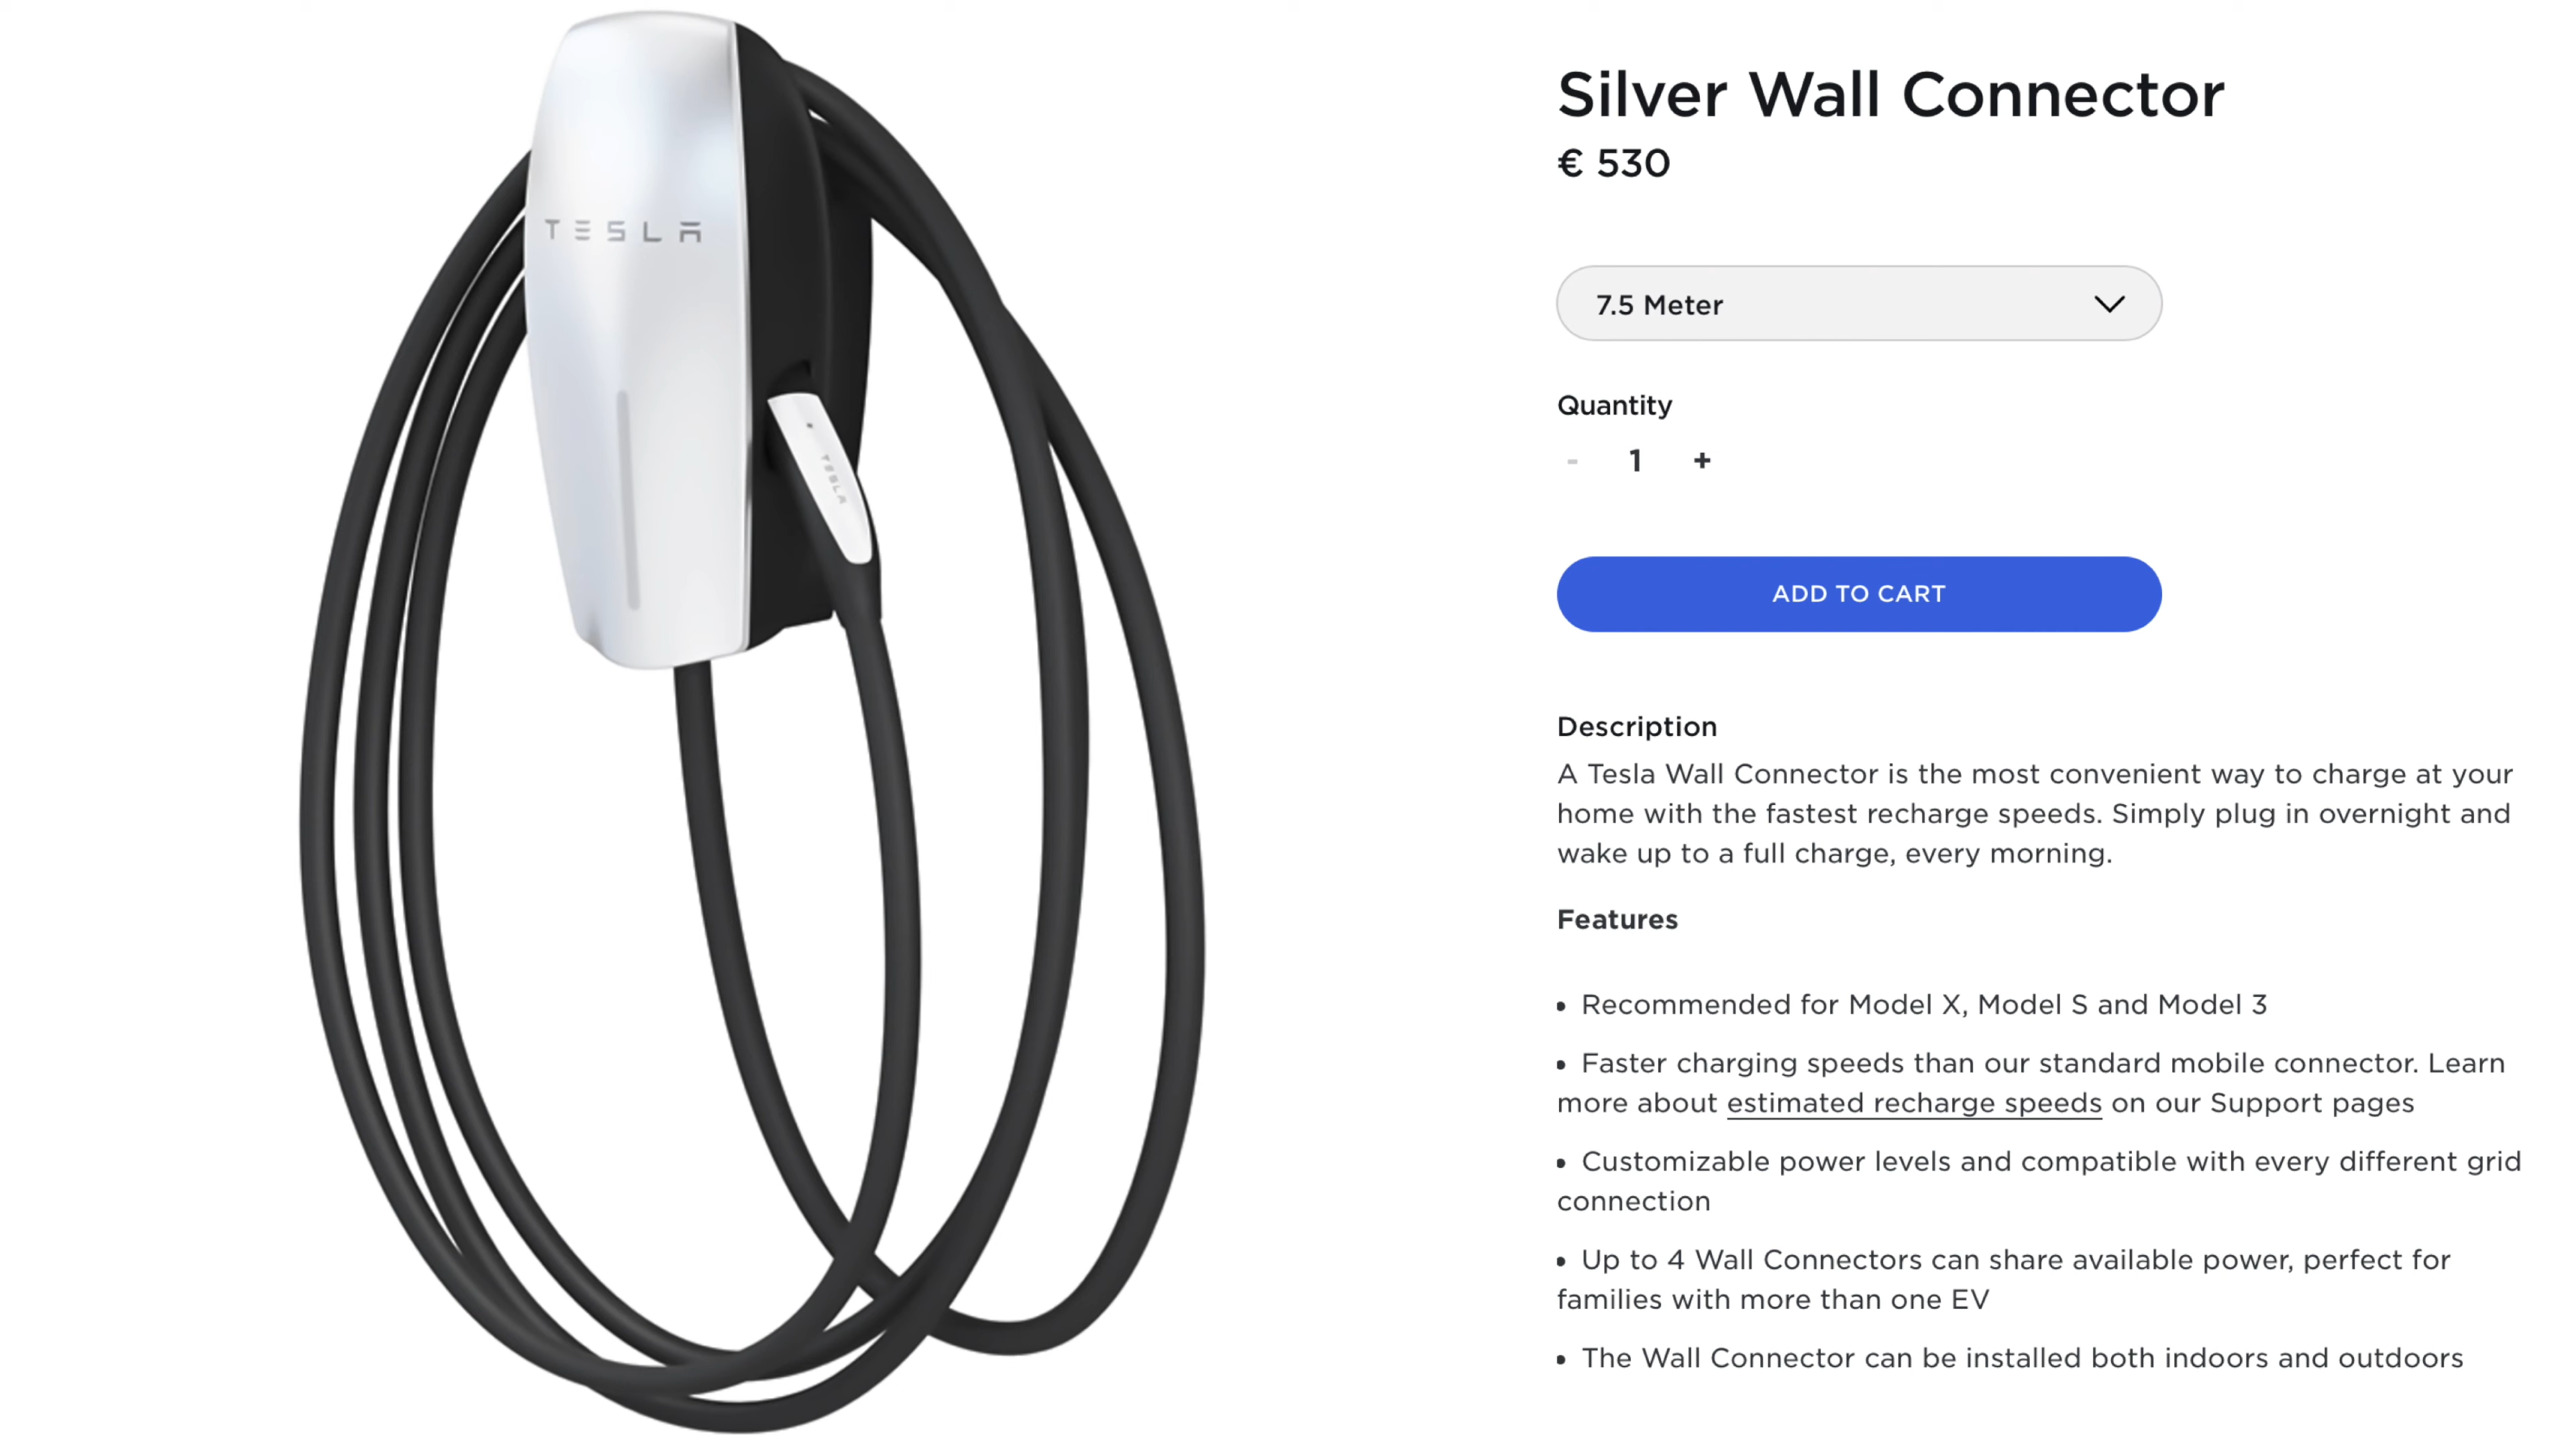 TESLA
TESLA
Silver Wall Connector
€ 530
7.5 Meter
Quantity
- 1 +
ADD TO CART
Description
A Tesla Wall Connector is the most convenient way to charge at your
home with the fastest recharge speeds. Simply plug in overnight and
wake up to a full charge, every morning.
Features
• Recommended for Model X, Model S and Model 3
• Faster charging speeds than our standard mobile connector. Learn
more about estimated recharge speeds on our Support pages
• Customizable power levels and compatible with every different grid
connection
• Up to 4 Wall Connectors can share available power, perfect for
families with more than one EV
• The Wall Connector can be installed both indoors and outdoors